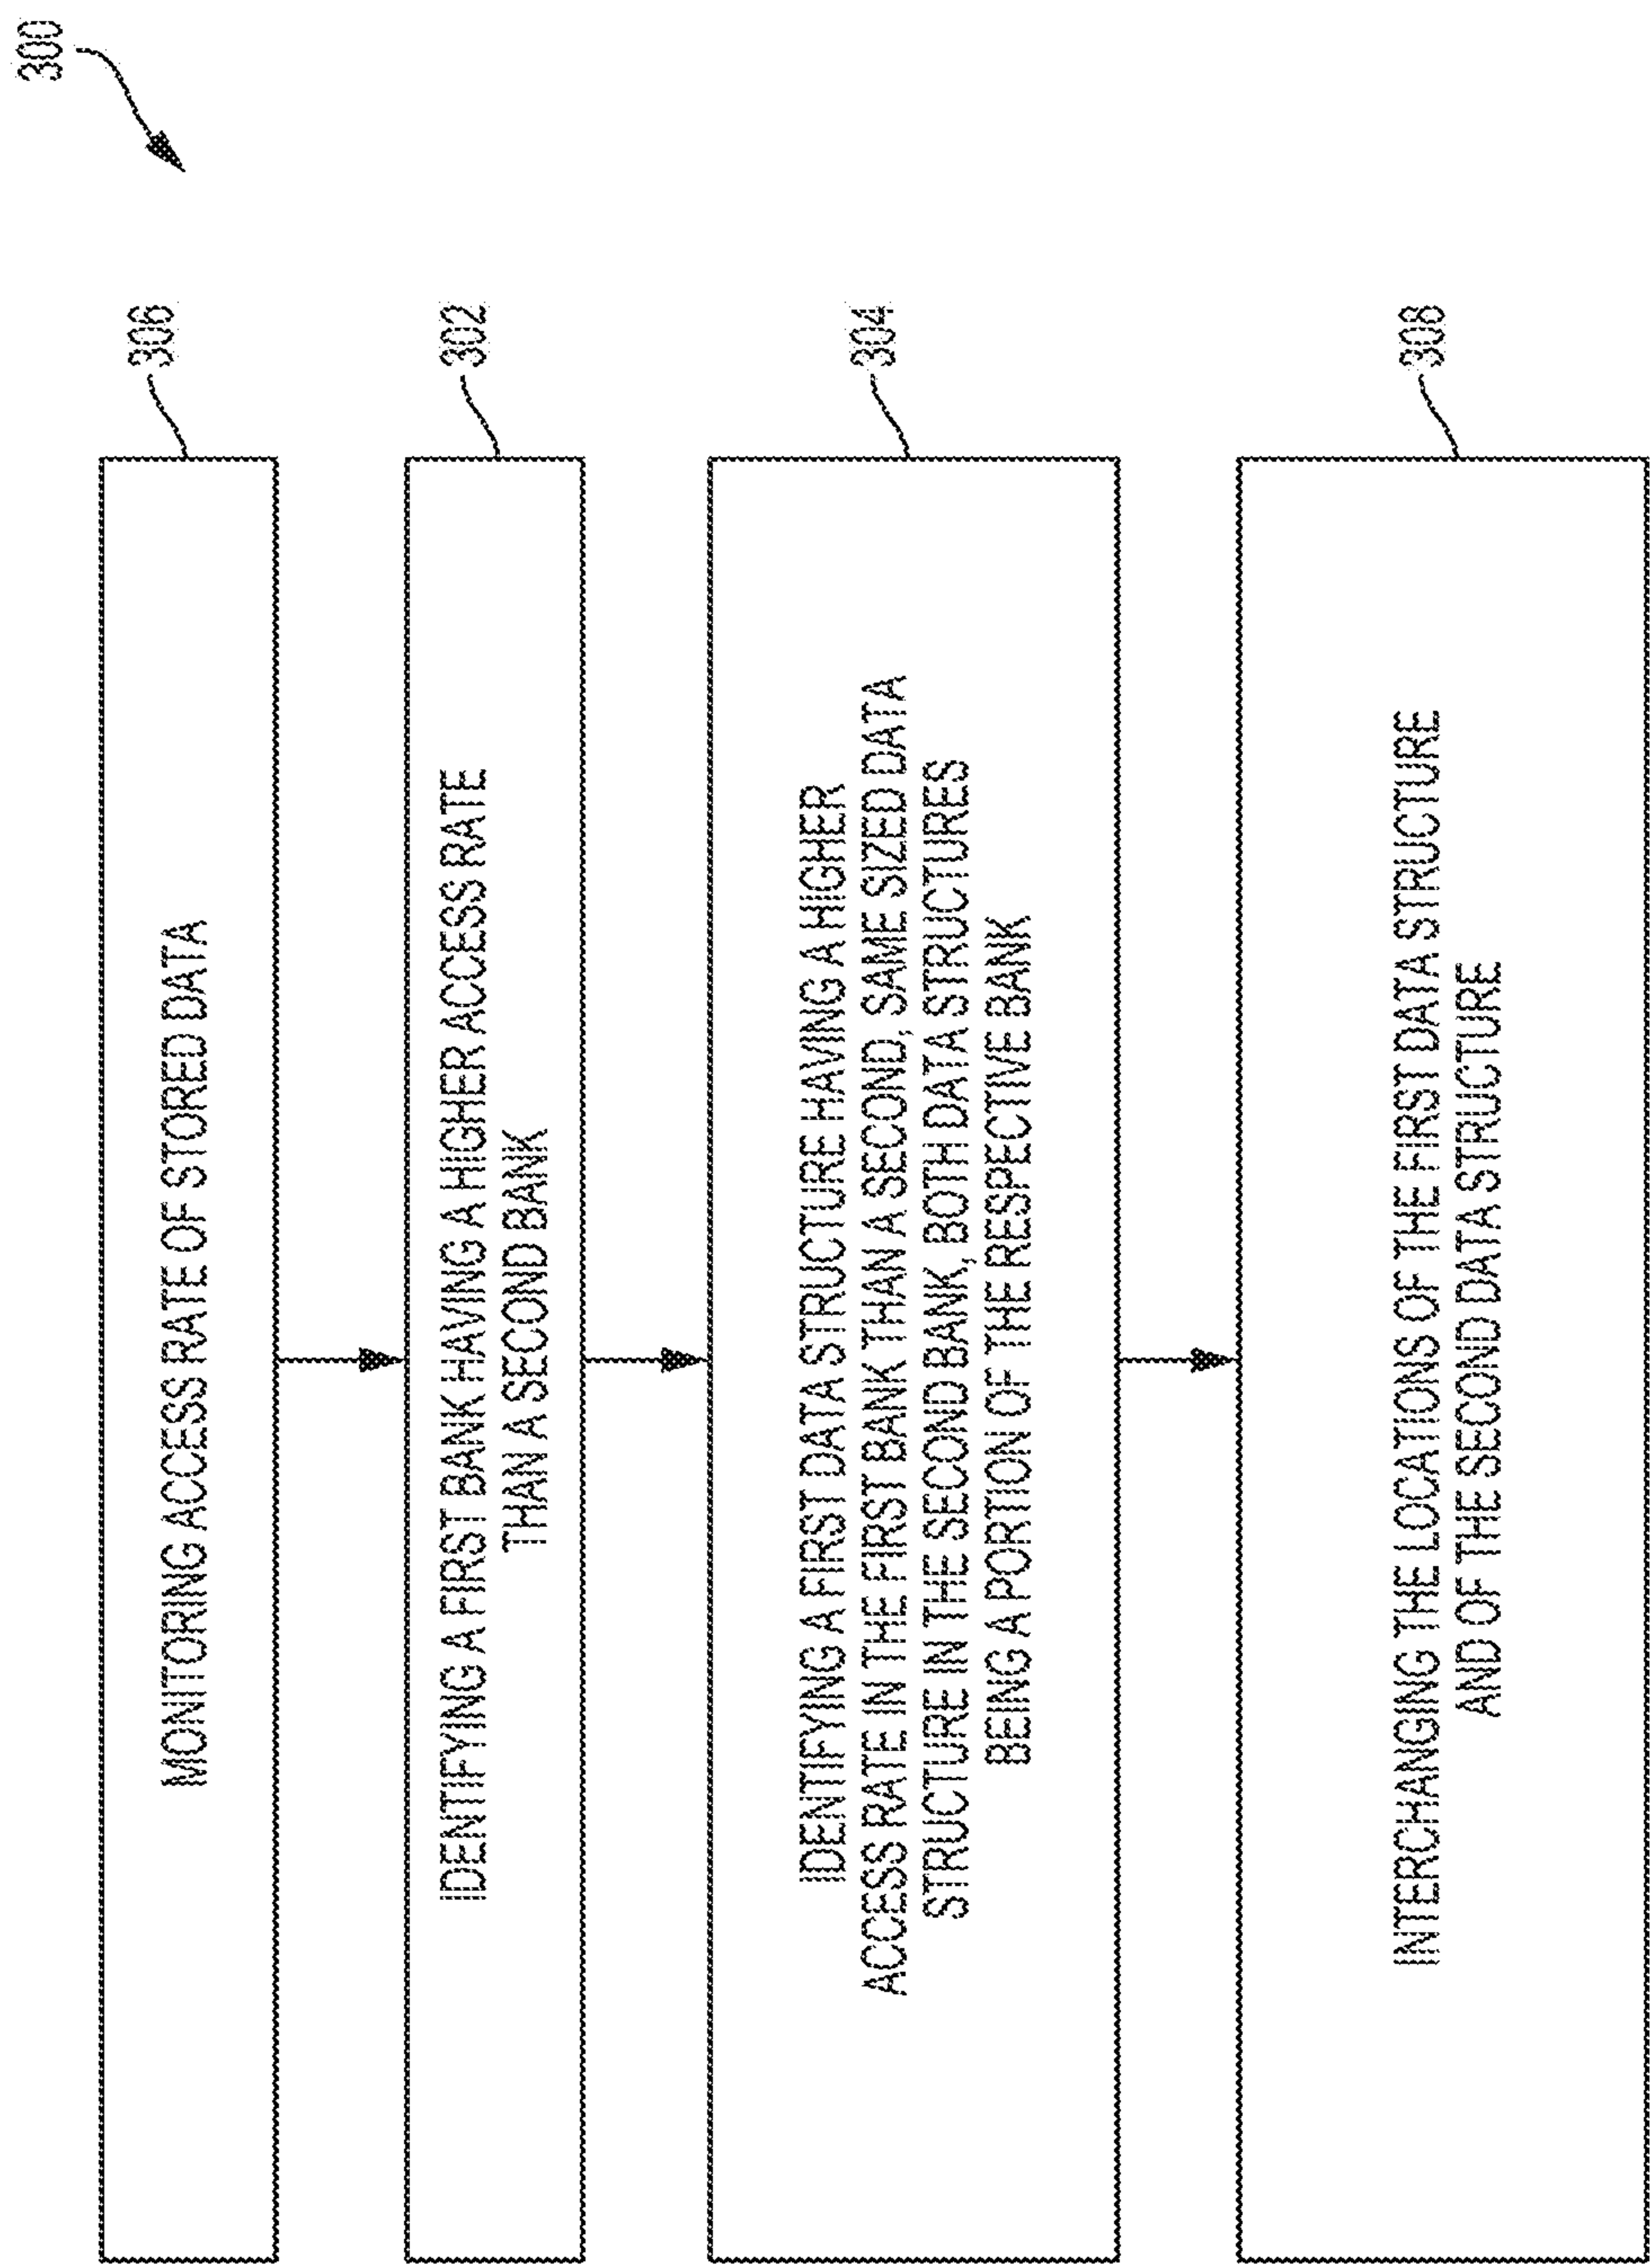 300
306
MONITORING ACCESS RATE OF STORED DATA
302
IDENTIFYING A FIRST BANK HAVING A HIGHER ACCESS RATE
THAN A SECOND BANK
304
IDENTIFYING A FIRST DATA STRUCTURE HAVING A HIGHER
ACCESS RATE IN THE FIRST BANK THAN A SECOND, SAME SIZED DATA
STRUCTURE IN THE SECOND BANK, BOTH DATA STRUCTURES
BEING A PORTION OF THE RESPECTIVE BANK
308
INTERCHANGING THE LOCATIONS OF THE FIRST DATA STRUCTURE
AND OF THE SECOND DATA STRUCTURE